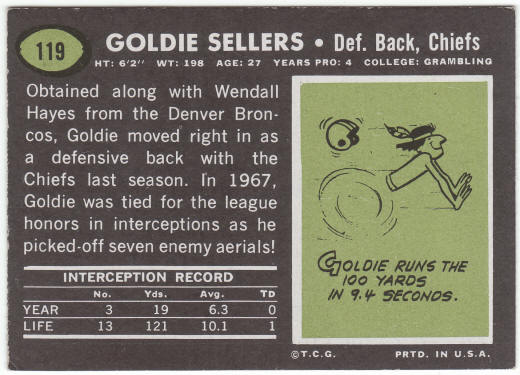 119
GOLDIE SELLERS • Def. Back, Chiefs
HT: 6'2" WT: 198 AGE: 27 YEARS PRO: 4 COLLEGE: GRAMBLING
Obtained along with Wendall
Hayes from the Denver Bron-
cos, Goldie moved right in as
a defensive back with the
Chiefs last season. In 1967,
Goldie was tied for the league
honors in interceptions as he
picked-off seven enemy aerials!
INTERCEPTION RECORD
No. Yds. Avg. TD
YEAR 3 19 6.3 0
LIFE 13 121 10.1 1
GOLDIE RUNS THE
100 YARDS
IN 9.4 SECONDS.
©T.C.G. PRTD. IN U.S.A.